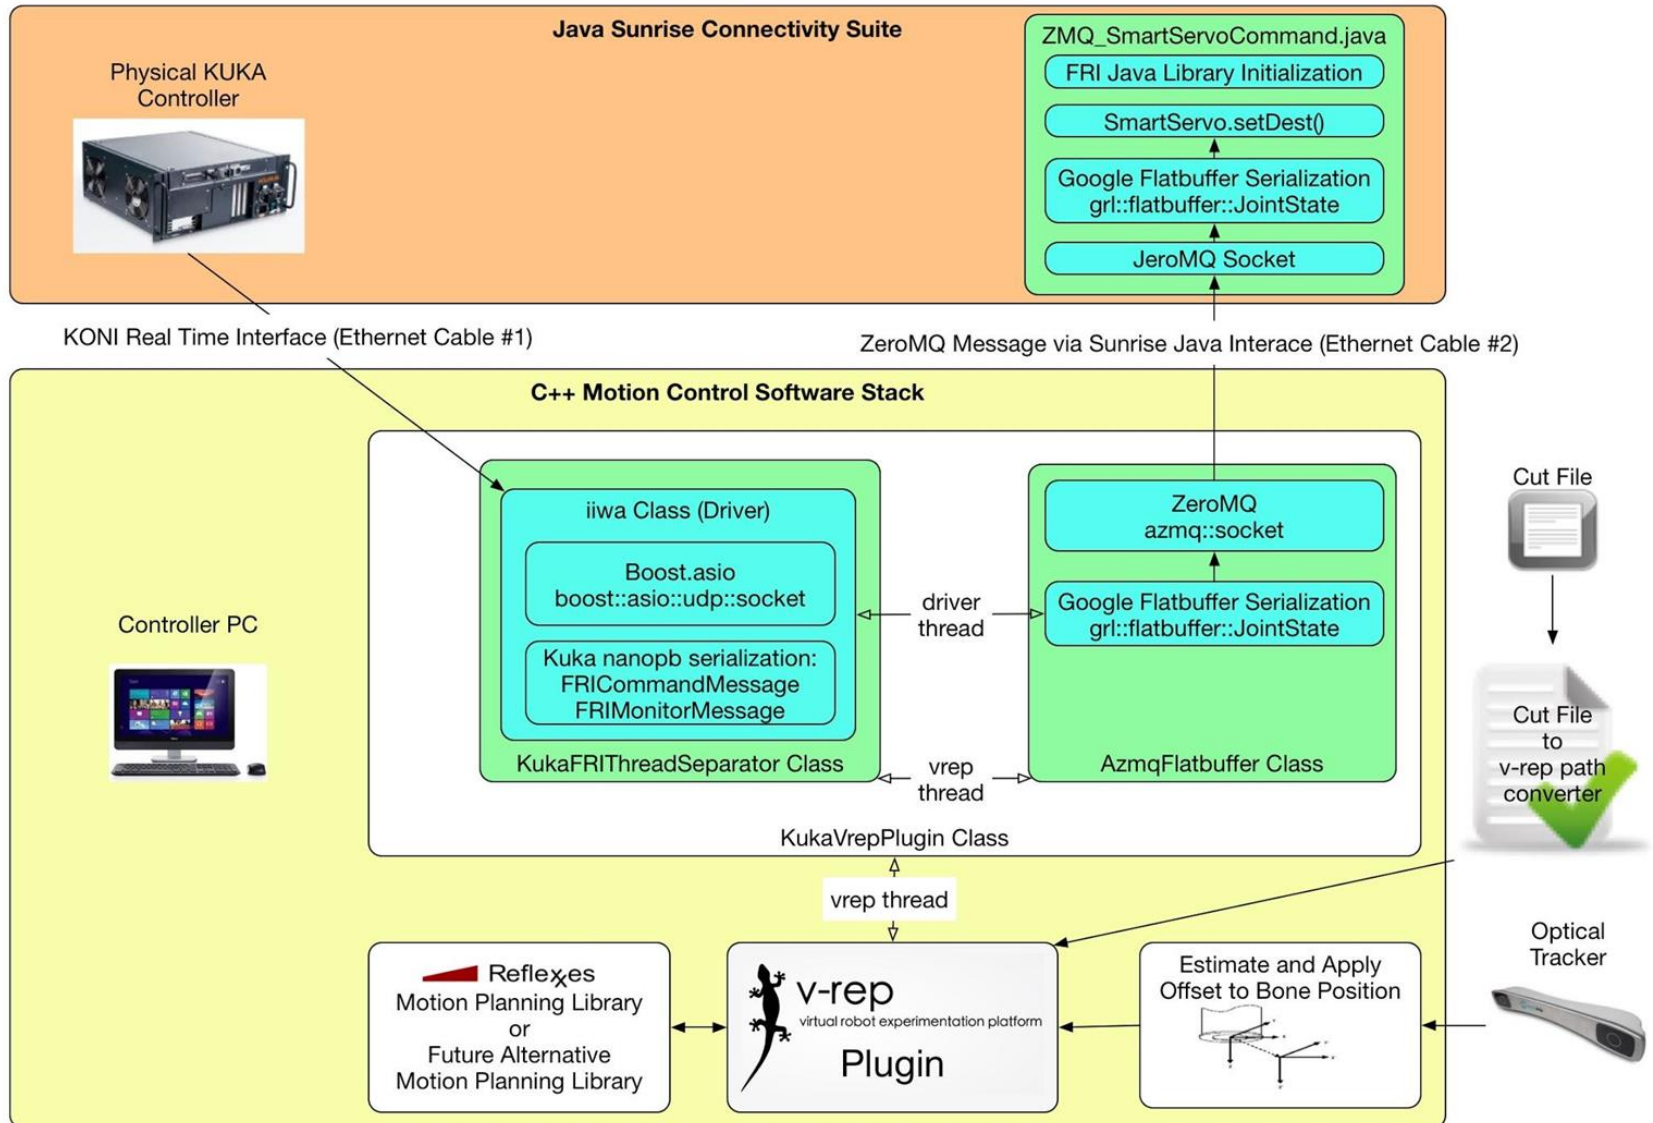 Java Sunrise Connectivity Suite
Physical KUKA
Controller
ZMQ_SmartServoCommand.java
FRI Java Library Initialization
SmartServo.setDest()
Google Flatbuffer Serialization
grl::flatbuffer::JointState
JeroMQ Socket
KONI Real Time Interface (Ethernet Cable #1)
ZeroMQ Message via Sunrise Java Interace (Ethernet Cable #2)
C++ Motion Control Software Stack
Controller PC
iiwa Class (Driver)
Boost.asio
boost::asio::udp::socket
Kuka nanopb serialization:
FRICommandMessage
FRIMonitorMessage
KukaFRIThreadSeparator Class
driver
thread
vrep
thread
ZeroMQ
azmq::socket
Google Flatbuffer Serialization
grl::flatbuffer::JointState
AzmqFlatbuffer Class
KukaVrepPlugin Class
vrep thread
Cut File
Cut File
to
v-rep path
converter
Reflexxes
Motion Planning Library
or
Future Alternative
Motion Planning Library
v-rep
virtual robot experimentation platform
Plugin
Estimate and Apply
Offset to Bone Position
Optical
Tracker